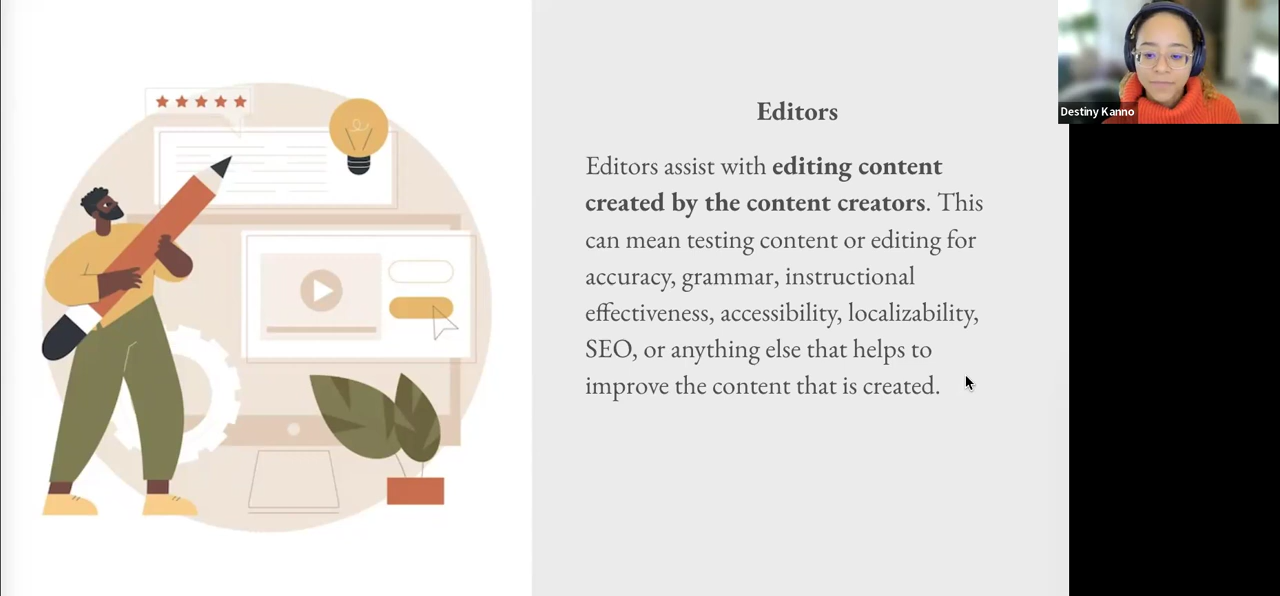 Editors
Editors assist with editing content
created by the content creators. This
can mean testing content or editing for
accuracy, grammar, instructional
effectiveness, accessibility, localizability,
SEO, or anything else that helps to
improve the content that is created.
Destiny Kanno